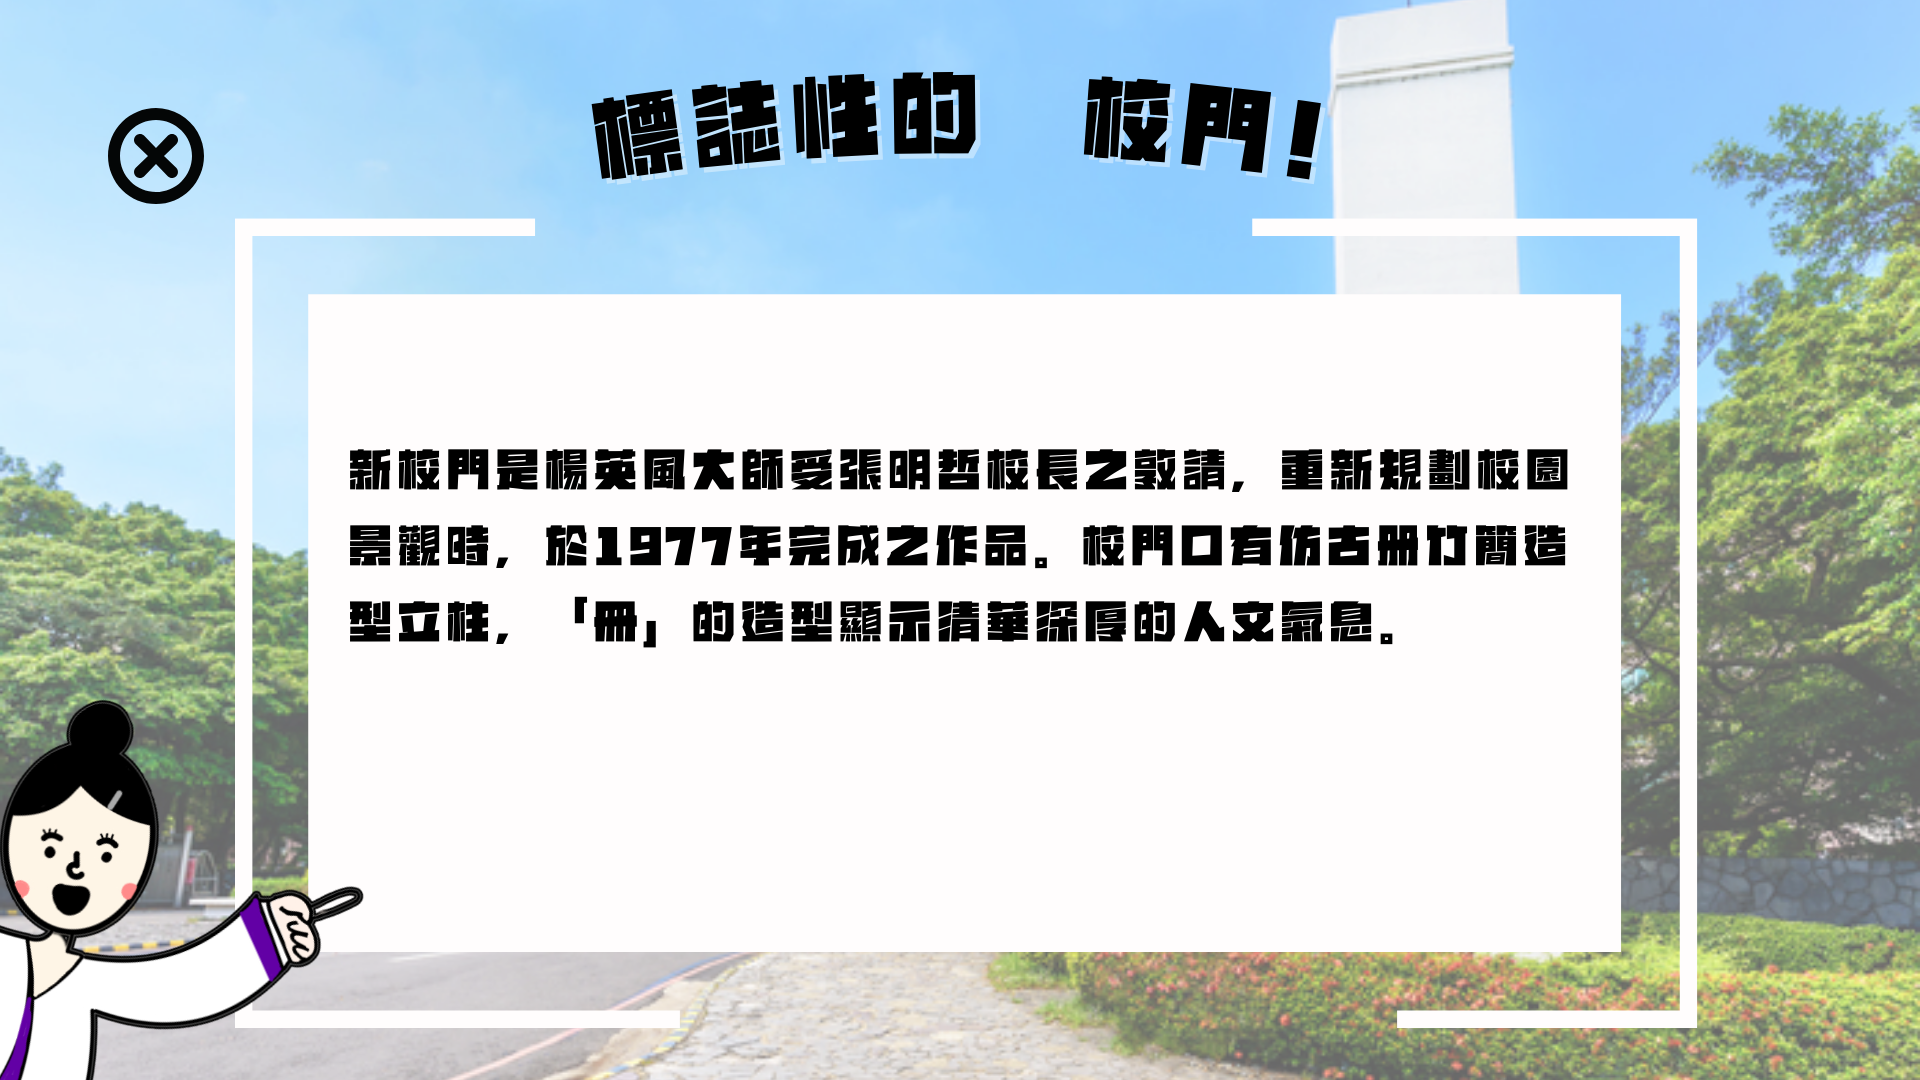 標誌性的 校門!
新校門是楊英風大師受張明哲校長之敦請,重新規劃校園
景觀時,於1977年完成之作品。校門口有仿古册竹簡造
型立柱,「冊」的造型顯示清華深厚的人文氣息。